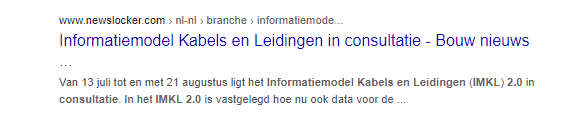 www.newslocker.com › nl-nl › branche › informatiemode...
Informatiemodel Kabels en Leidingen in consultatie - Bouw nieuws
...
Van 13 juli tot en met 21 augustus ligt het Informatiemodel Kabels en Leidingen (IMKL) 2.0 in
consultatie. In het IMKL 2.0 is vastgelegd hoe nu ook data voor de ...